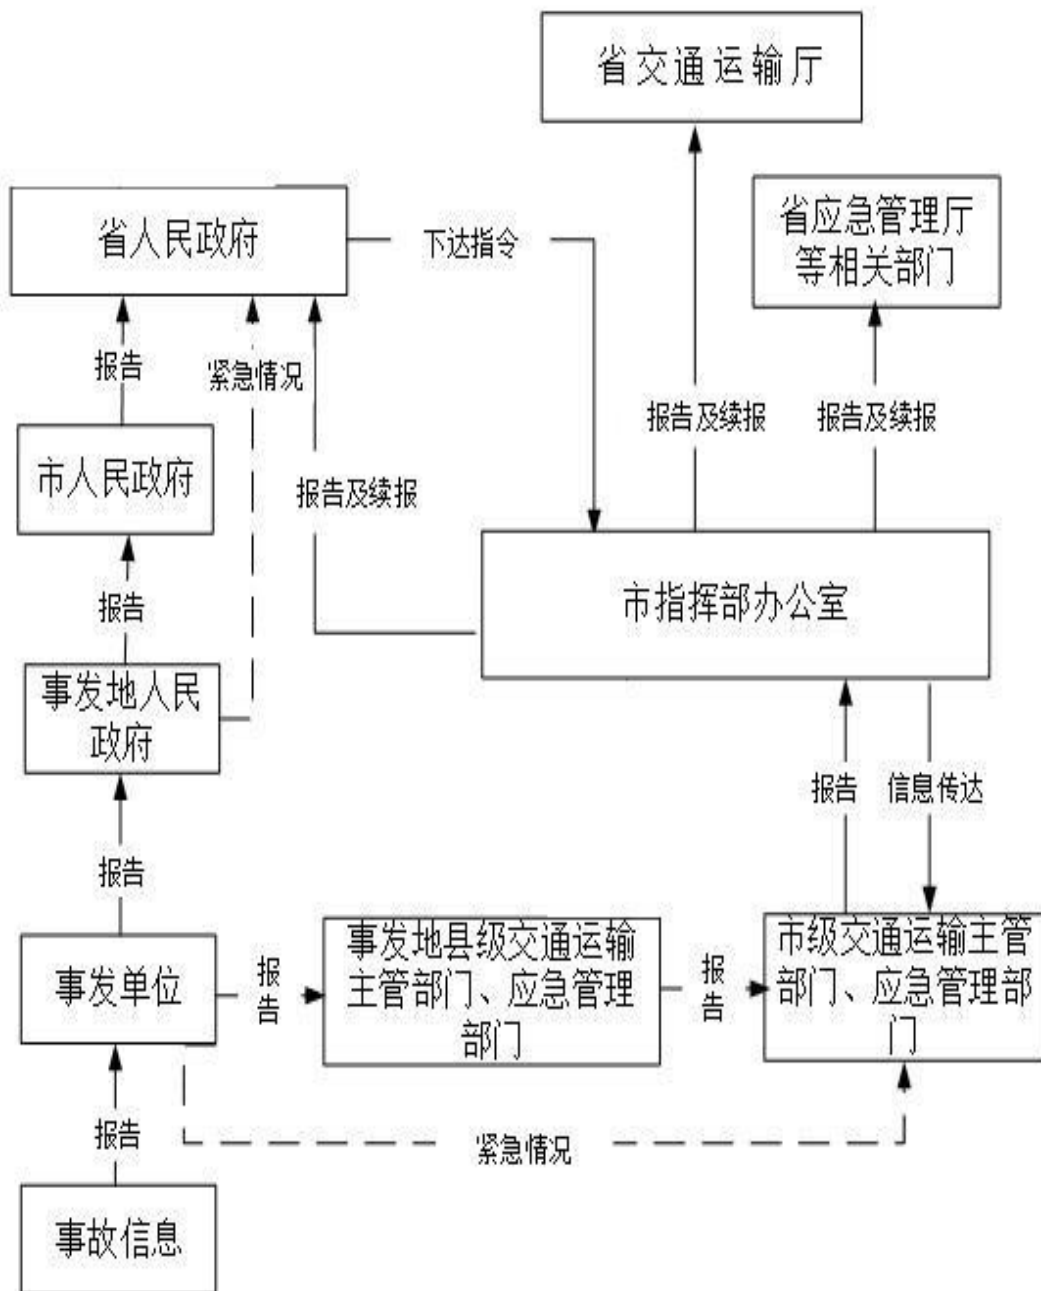 省交通运输厅
省人民政府
下达指令
省应急管理厅
等相关部门
报告
紧急情况
报告及续报
报告及续报
市人民政府
报告及续报
市指挥部办公室
报告
事发地人民
政府
报告
信息传达
报告
事发单位
报
告
事发地县级交通运输
主管部门、应急管理
部门
报
告
市级交通运输主管
部门、应急管理部
门
报告
紧急情况
事故信息